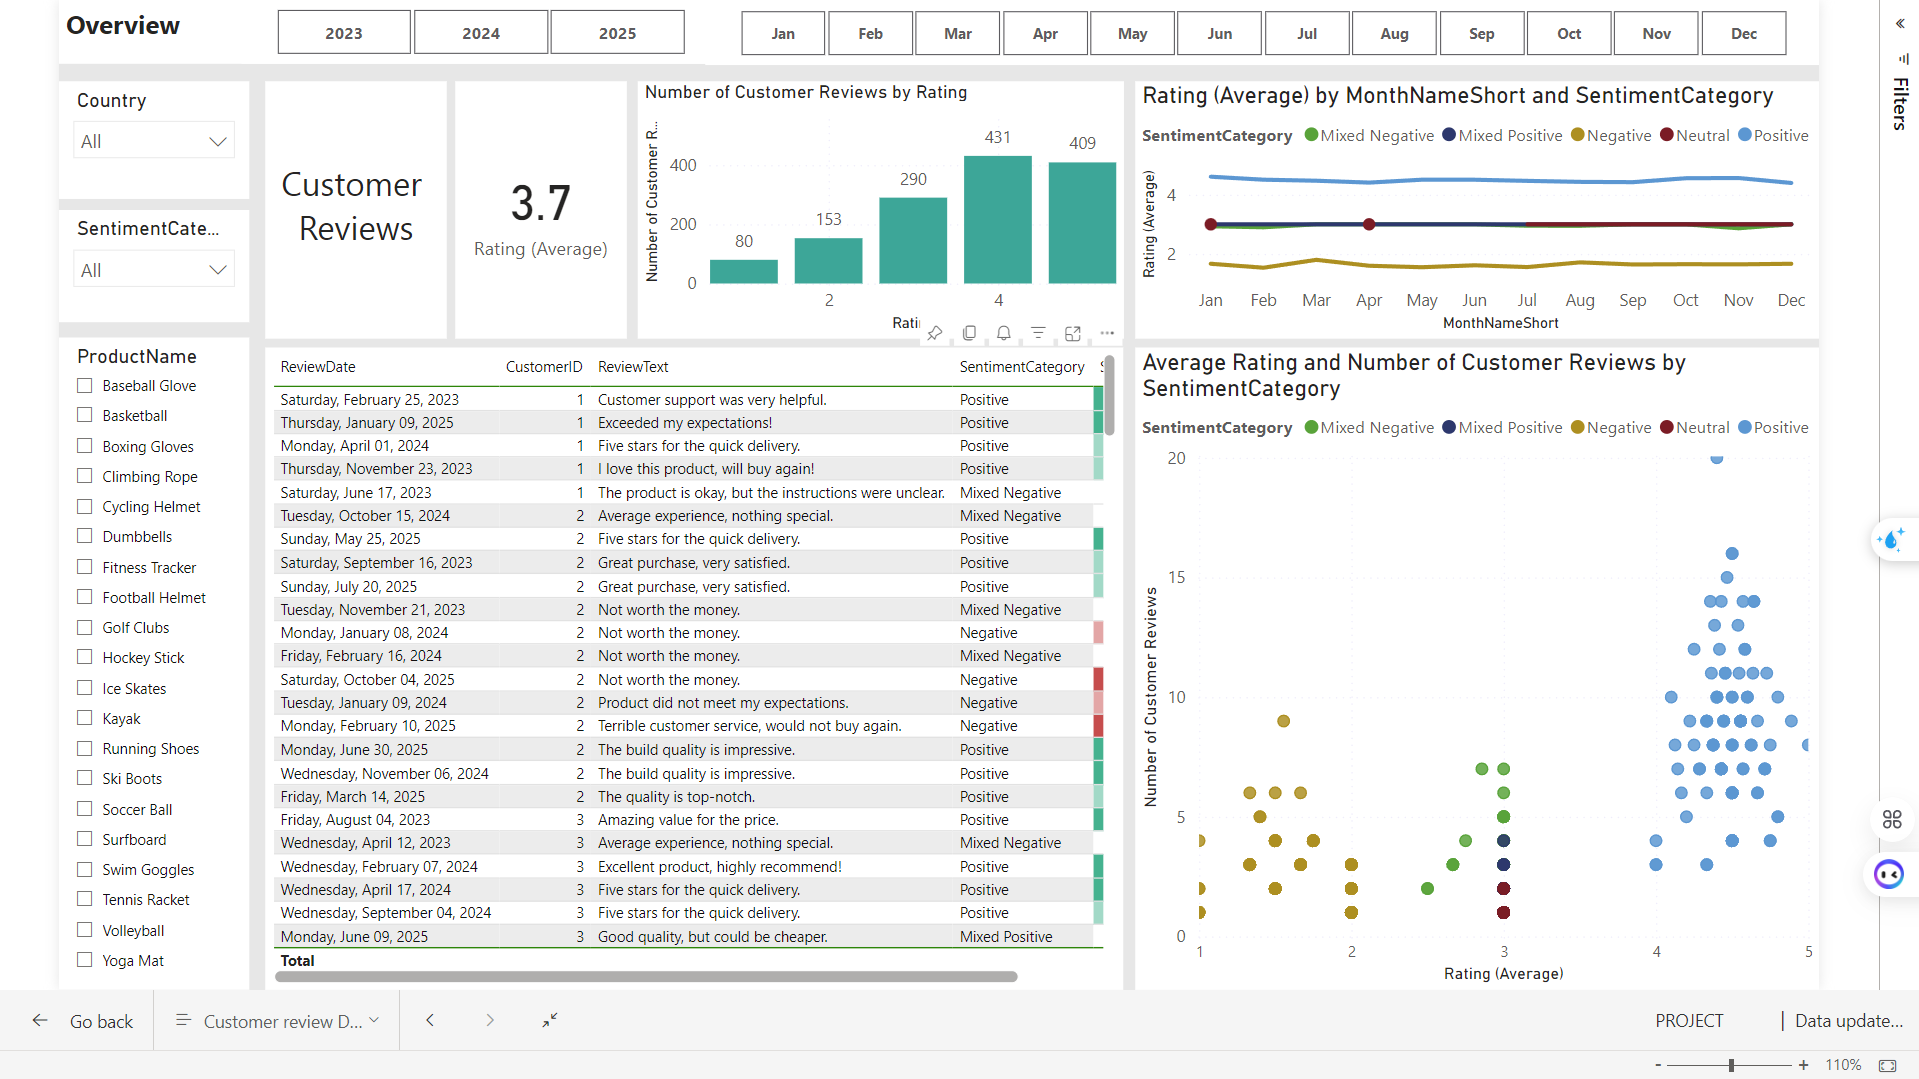 Overview
2023 2024 2025
Jan Feb Mar Apr May Jun Jul Aug Sep Oct Nov Dec
Filters
Country
All
SentimentCate...
All
ProductName
Baseball Glove
Basketball
Boxing Gloves
Climbing Rope
Cycling Helmet
Dumbbells
Fitness Tracker
Football Helmet
Golf Clubs
Hockey Stick
Ice Skates
Kayak
Running Shoes
Ski Boots
Soccer Ball
Surfboard
Swim Goggles
Tennis Racket
Volleyball
Yoga Mat
Customer
Reviews
3.7
Rating (Average)
Number of Customer Reviews by Rating
Number of Customer R...
400
200
0
80 153 290 431 409
2 4
Rati
Rating (Average) by MonthNameShort and SentimentCategory
SentimentCategory Mixed Negative Mixed Positive Negative Neutral Positive
Rating (Average)
4
2
Jan Feb Mar Apr May Jun Jul Aug Sep Oct Nov Dec
MonthNameShort
ReviewDate CustomerID ReviewText SentimentCategory
Saturday, February 25, 2023 1 Customer support was very helpful. Positive
Thursday, January 09, 2025 1 Exceeded my expectations! Positive
Monday, April 01, 2024 1 Five stars for the quick delivery. Positive
Thursday, November 23, 2023 1 I love this product, will buy again! Positive
Saturday, June 17, 2023 1 The product is okay, but the instructions were unclear. Mixed Negative
Tuesday, October 15, 2024 2 Average experience, nothing special. Mixed Negative
Sunday, May 25, 2025 2 Five stars for the quick delivery. Positive
Saturday, September 16, 2023 2 Great purchase, very satisfied. Positive
Sunday, July 20, 2025 2 Great purchase, very satisfied. Positive
Tuesday, November 21, 2023 2 Not worth the money. Mixed Negative
Monday, January 08, 2024 2 Not worth the money. Negative
Friday, February 16, 2024 2 Not worth the money. Mixed Negative
Saturday, October 04, 2025 2 Not worth the money. Negative
Tuesday, January 09, 2024 2 Product did not meet my expectations. Negative
Monday, February 10, 2025 2 Terrible customer service, would not buy again. Negative
Monday, June 30, 2025 2 The build quality is impressive. Positive
Wednesday, November 06, 2024 2 The build quality is impressive. Positive
Friday, March 14, 2025 2 The quality is top-notch. Positive
Friday, August 04, 2023 3 Amazing value for the price. Positive
Wednesday, April 12, 2023 3 Average experience, nothing special. Mixed Negative
Wednesday, February 07, 2024 3 Excellent product, highly recommend! Positive
Wednesday, April 17, 2024 3 Five stars for the quick delivery. Positive
Wednesday, September 04, 2024 3 Five stars for the quick delivery. Positive
Monday, June 09, 2025 3 Good quality, but could be cheaper. Mixed Positive
Total
Average Rating and Number of Customer Reviews by
SentimentCategory
SentimentCategory Mixed Negative Mixed Positive Negative Neutral Positive
Number of Customer Reviews
20
15
10
5
0
1 2 3 4 5
Rating (Average)
Go back
Customer review D...
PROJECT
Data update...
- + 110%